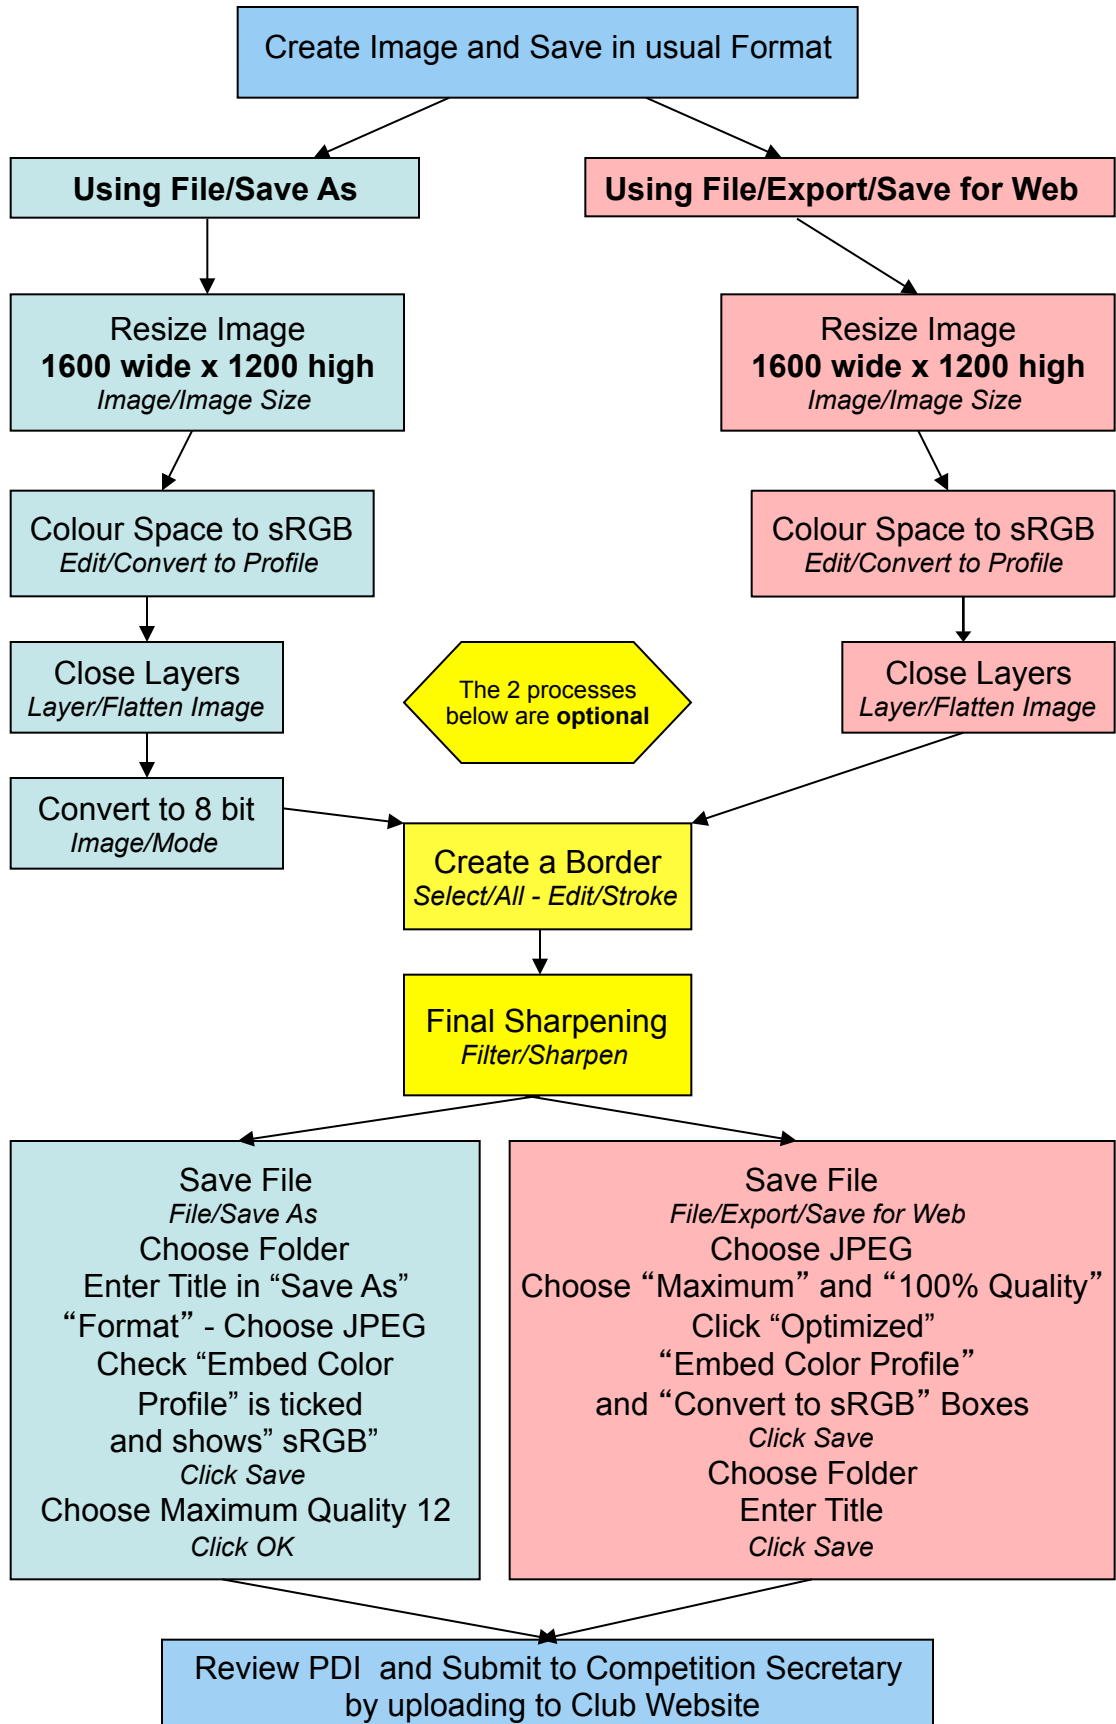 Create Image and Save in usual Format
Using File/Save As
Using File/Export/Save for Web
Resize Image
1600 wide x 1200 high
Image/Image Size
Resize Image
1600 wide x 1200 high
Image/Image Size
Colour Space to sRGB
Edit/Convert to Profile
Colour Space to sRGB
Edit/Convert to Profile
Close Layers
Layer/Flatten Image
The 2 processes
below are optional
Close Layers
Layer/Flatten Image
Convert to 8 bit
Image/Mode
Create a Border
Select/All - Edit/Stroke
Final Sharpening
Filter/Sharpen
Save File
File/Save As
Choose Folder
Enter Title in “Save As”
“Format” - Choose JPEG
Check “Embed Color
Profile” is ticked
and shows” sRGB”
Click Save
Choose Maximum Quality 12
Click OK
Save File
File/Export/Save for Web
Choose JPEG
Choose “Maximum” and “100% Quality”
Click “Optimized”
“Embed Color Profile”
and “Convert to sRGB” Boxes
Click Save
Choose Folder
Enter Title
Click Save
Review PDI  and Submit to Competition Secretary
by uploading to Club Website